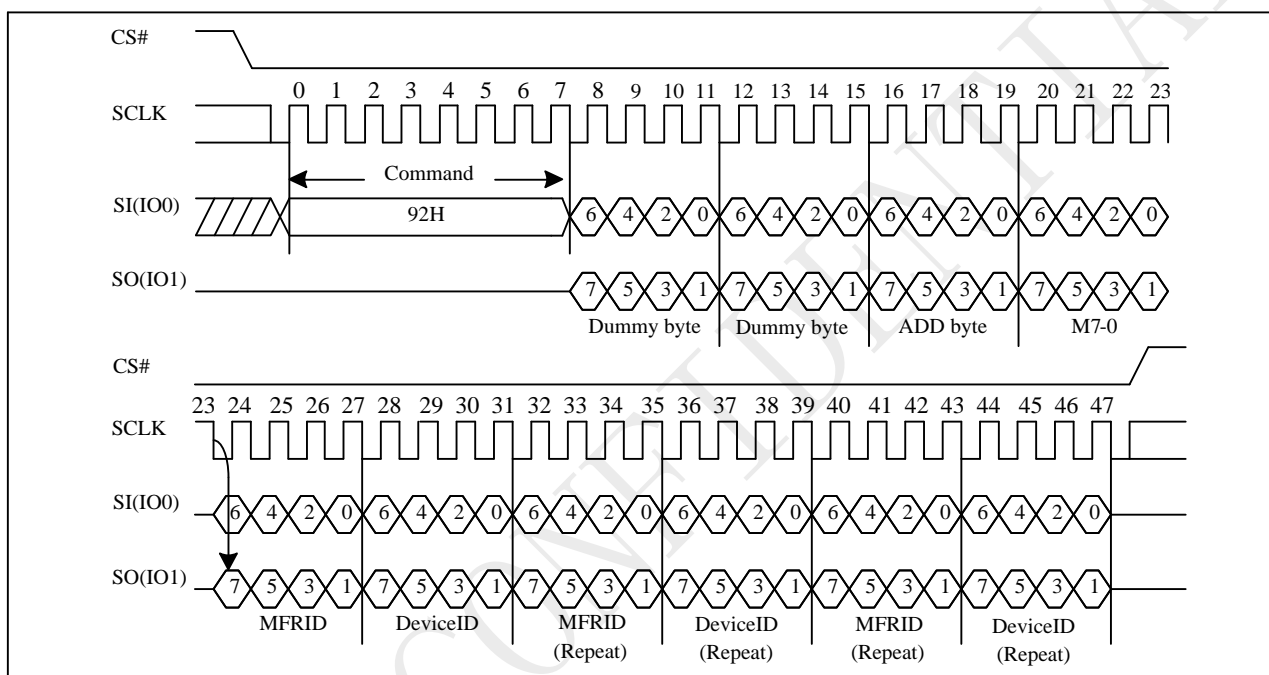 CS#
0 1 2 3 4 5 6 7 8 9 10 11 12 13 14 15 16 17 18 19 20 21 22 23
SCLK
Command
SI(IO0) 92H 6 4 2 0 6 4 2 0 6 4 2 0 6 4 2 0
SO(IO1) 7 5 3 1 7 5 3 1 7 5 3 1 7 5 3 1
Dummy byte Dummy byte ADD byte M7-0
CS#
23 24 25 26 27 28 29 30 31 32 33 34 35 36 37 38 39 40 41 42 43 44 45 46 47
SCLK
SI(IO0) 6 4 2 0 6 4 2 0 6 4 2 0 6 4 2 0 6 4 2 0 6 4 2 0
SO(IO1) 7 5 3 1 7 5 3 1 7 5 3 1 7 5 3 1 7 5 3 1 7 5 3 1
MFRID DeviceID MFRID DeviceID MFRID DeviceID
(Repeat) (Repeat) (Repeat) (Repeat)
CONFIDENTIAL